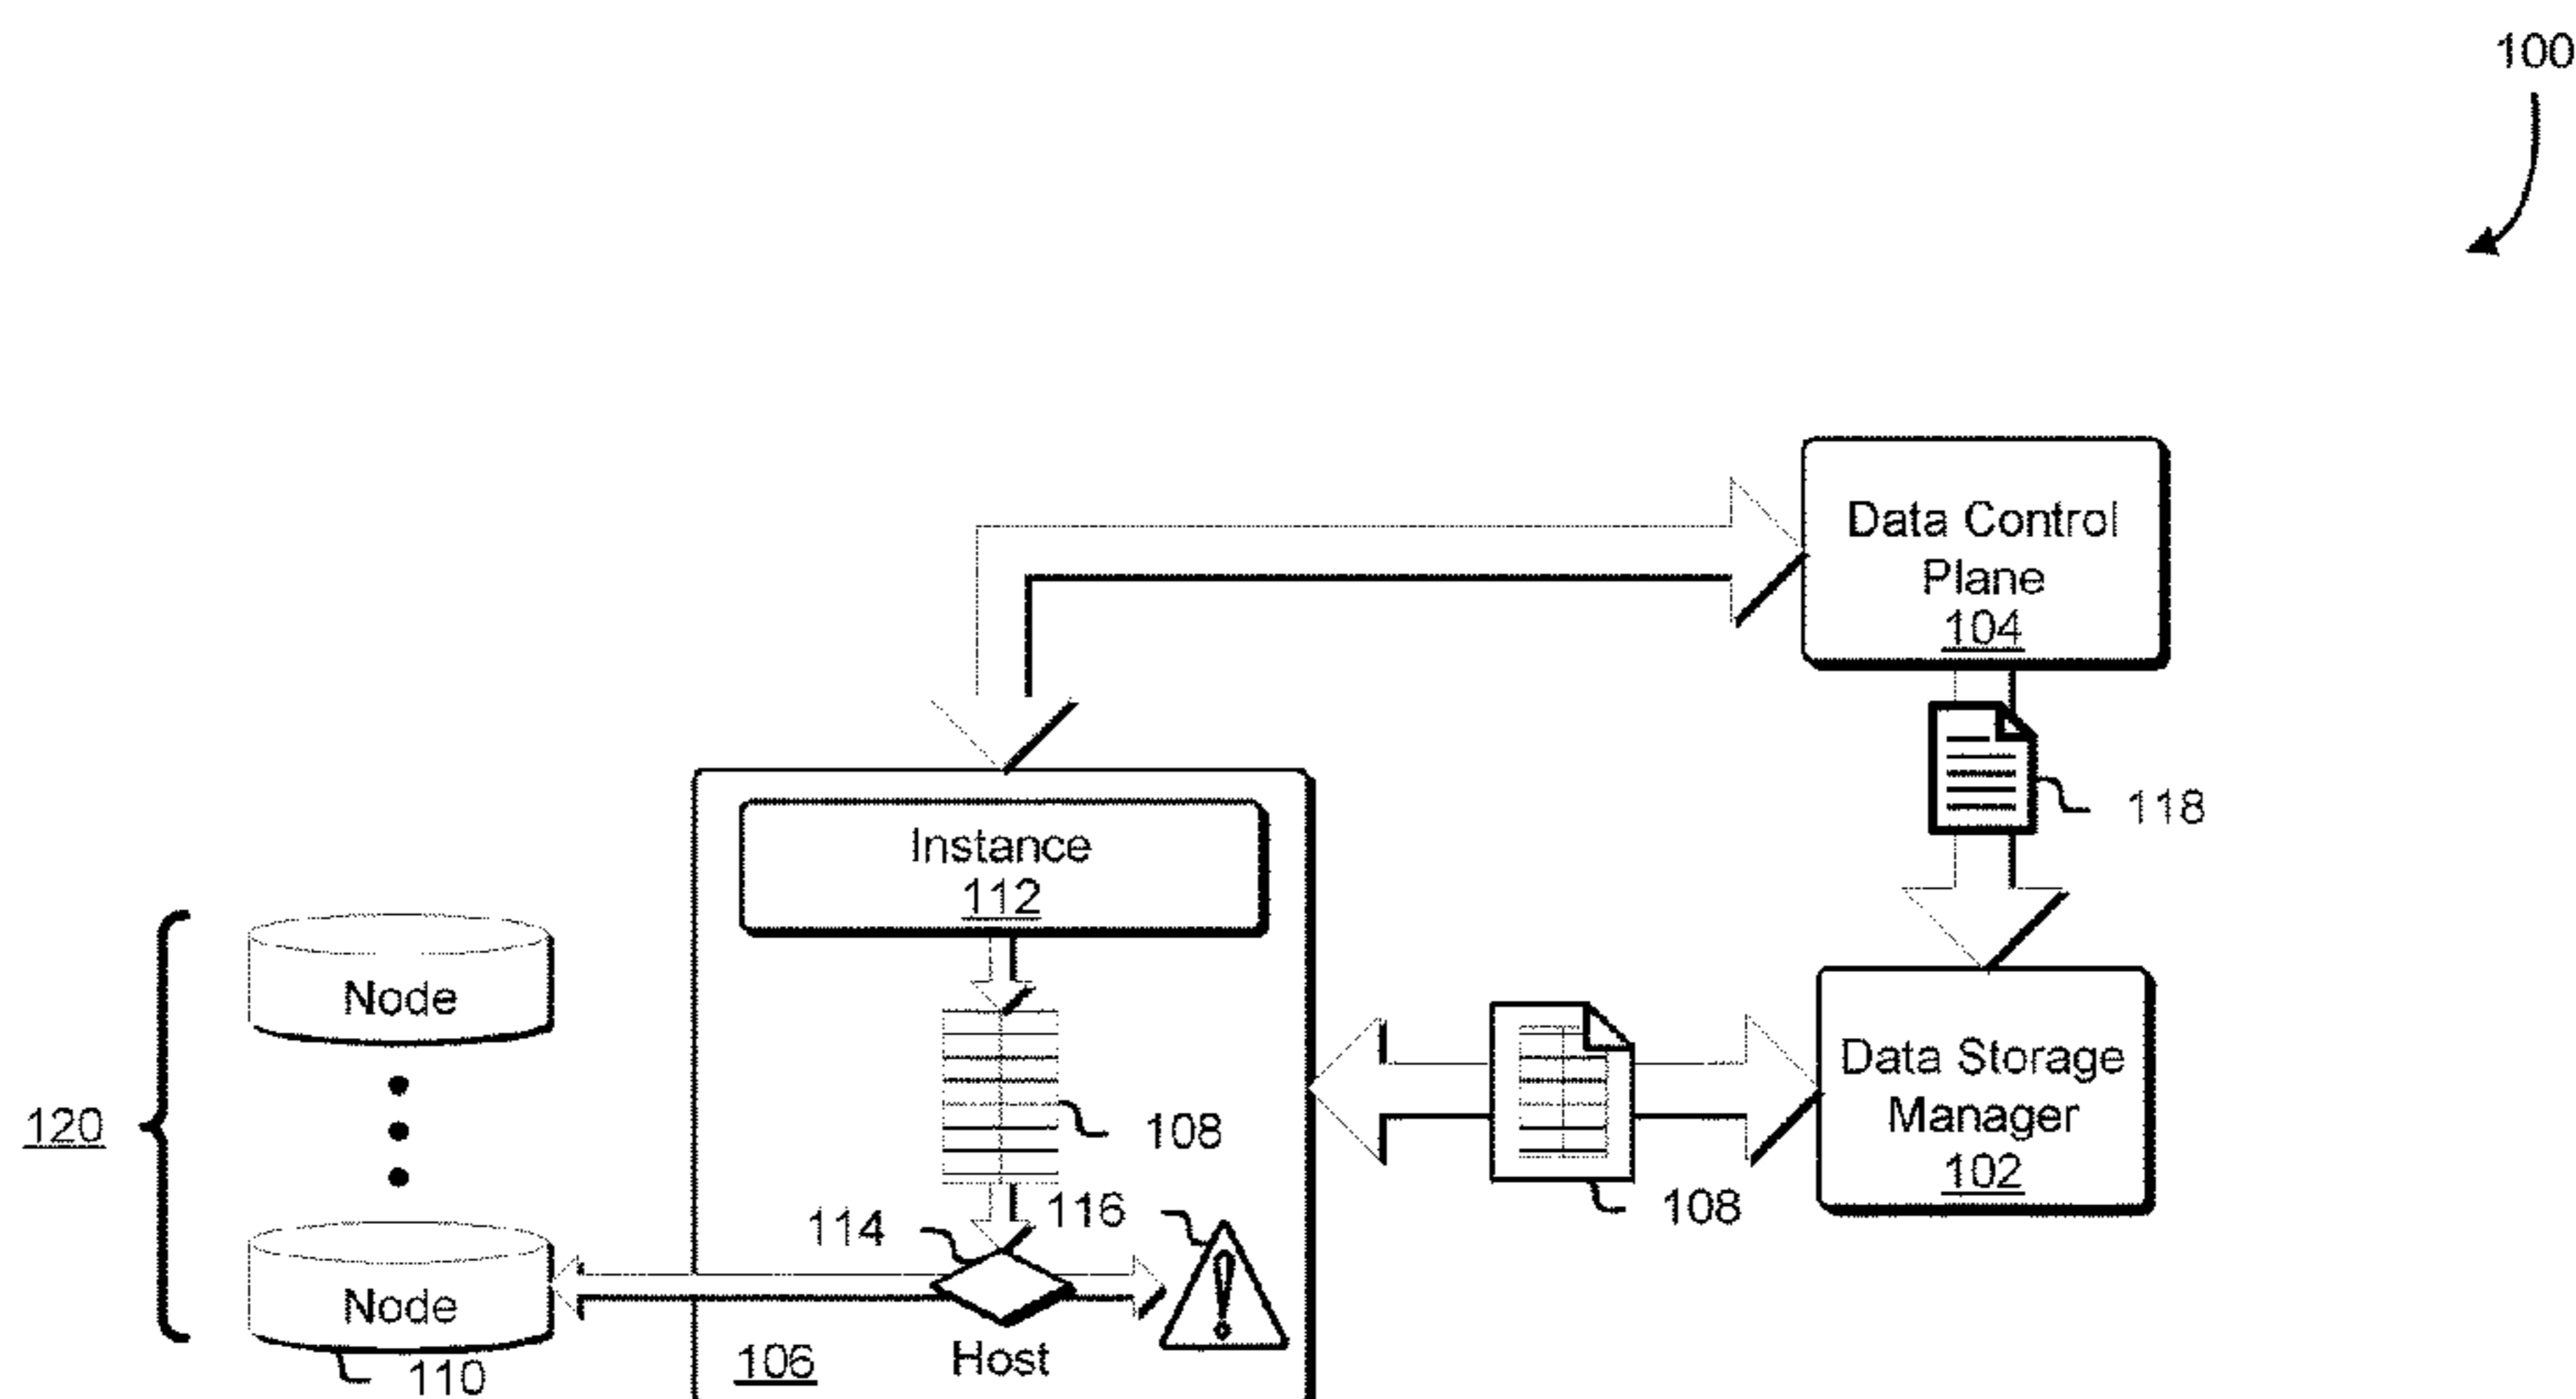 100
Data Control
Plane
104
118
Instance
112
Node
120
108
Data Storage
Manager
102
108
114
116
Node
Host
106
110